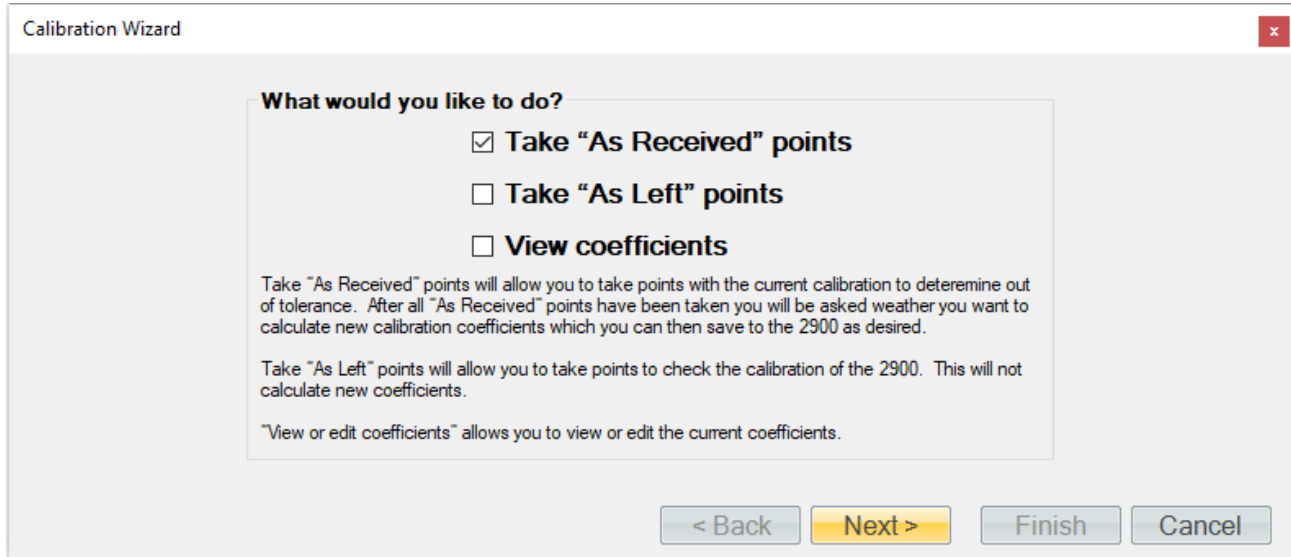 Calibration Wizard
x
What would you like to do?
Take “As Received” points
Take “As Left” points
View coefficients
Take "As Received" points will allow you to take points with the current calibration to deteremine out
of tolerance.  After all "As Received" points have been taken you will be asked weather you want to
calculate new calibration coefficients which you can then save to the 2900 as desired.
Take "As Left" points will allow you to take points to check the calibration of the 2900.  This will not
calculate new coefficients.
"View or edit coefficients" allows you to view or edit the current coefficients.
< Back Next > Finish Cancel